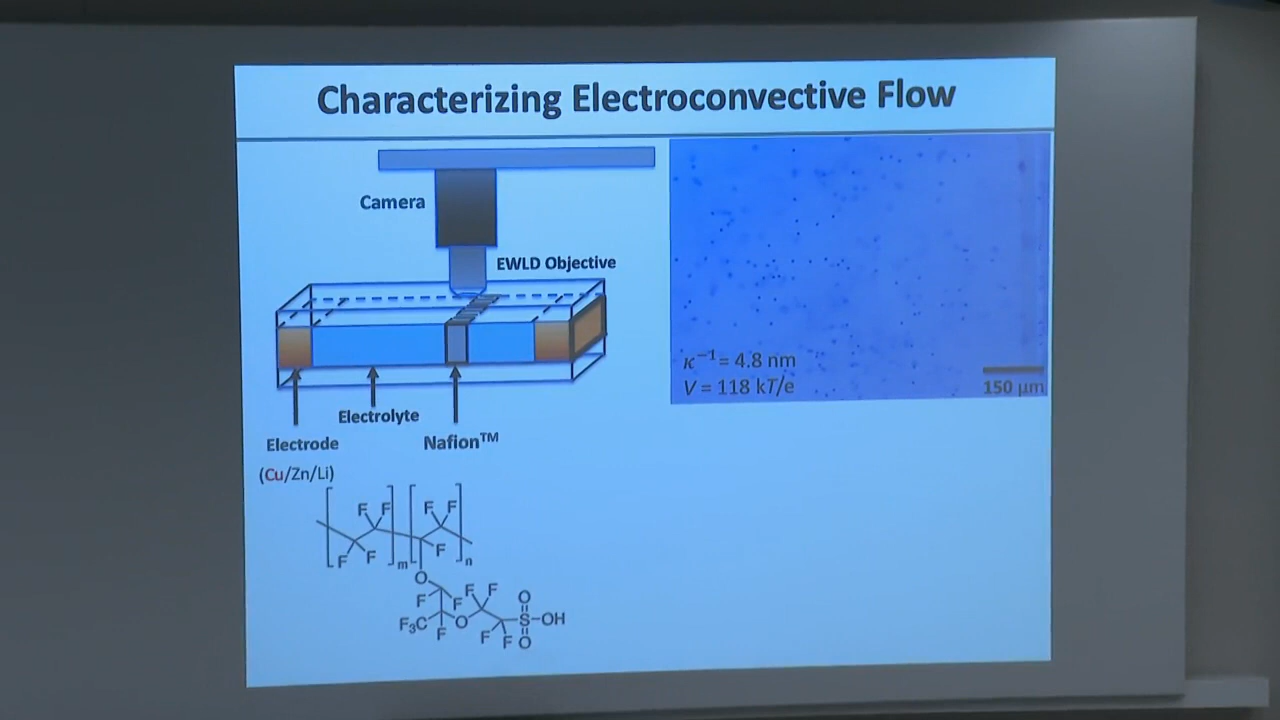 Characterizing Electroconvective Flow
Camera
EWLD Objective
κ⁻¹ = 4.8 nm
V = 118 kT/e
150 μm
Electrolyte
Electrode
Nafion™
(Cu/Zn/Li)
F F F F
F F F
m n
O
F F F F O
F₃C F O S-OH
F F O